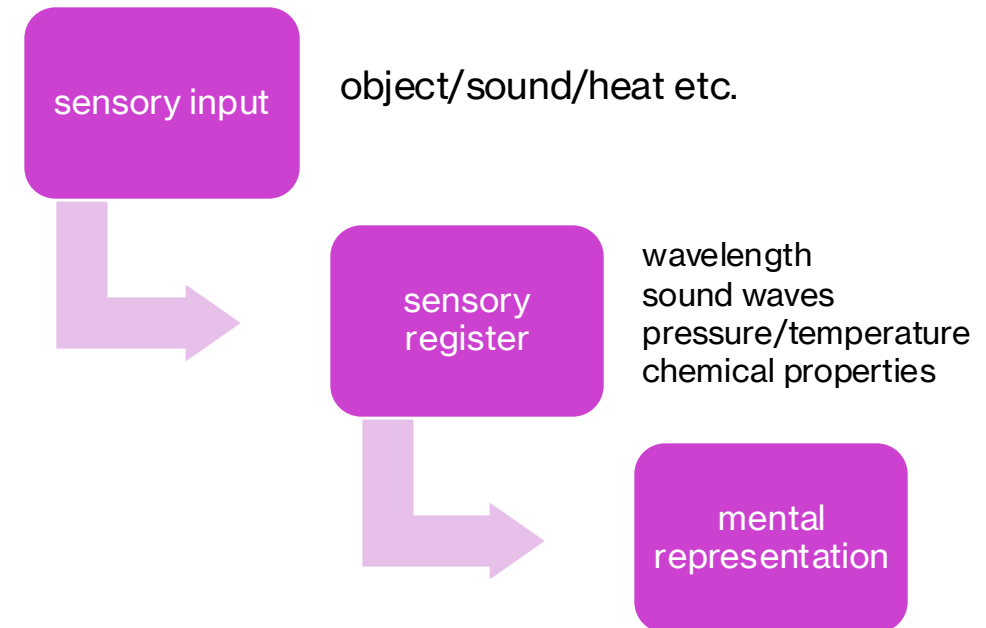 sensory input
object/sound/heat etc.
sensory
register
wavelength
sound waves
pressure/temperature
chemical properties
mental
representation